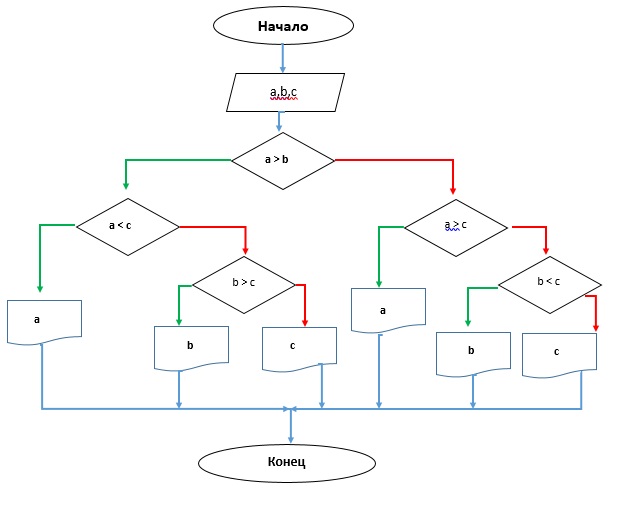 Начало
a,b,c
a > b
a < c
a > c
b > c
b < c
a
a
b
c
b
c
Конец